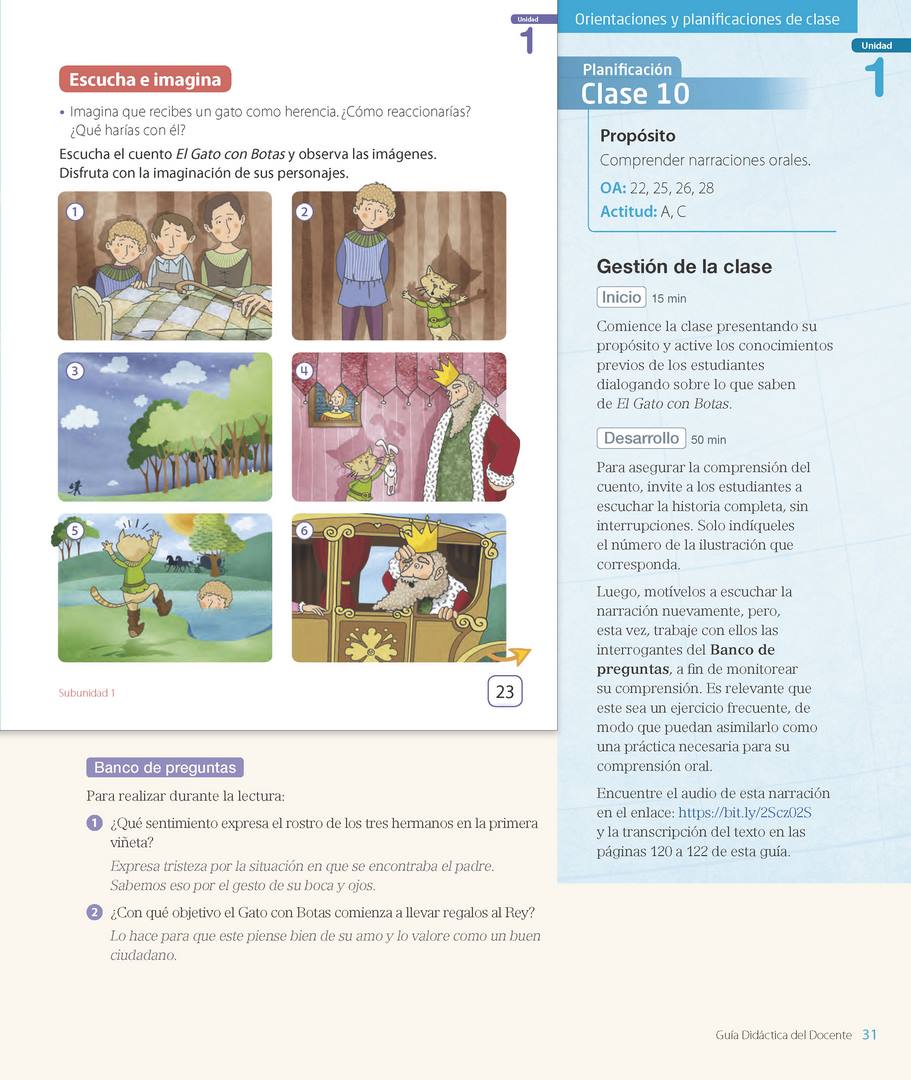 Unidad
1
Escucha e imagina
• Imagina que recibes un gato como herencia. ¿Cómo reaccionarías?
¿Qué harías con él?
Escucha el cuento El Gato con Botas y observa las imágenes.
Disfruta con la imaginación de sus personajes.
1
2
3
4
5
6
Subunidad 1
23
Banco de preguntas
Para realizar durante la lectura:
1 ¿Qué sentimiento expresa el rostro de los tres hermanos en la primera
viñeta?
Expresa tristeza por la situación en que se encontraba el padre.
Sabemos eso por el gesto de su boca y ojos.
2 ¿Con qué objetivo el Gato con Botas comienza a llevar regalos al Rey?
Lo hace para que este piense bien de su amo y lo valore como un buen
ciudadano.
Orientaciones y planificaciones de clase
Unidad
1
Planificación
Clase 10
Propósito
Comprender narraciones orales.
OA: 22, 25, 26, 28
Actitud: A, C
Gestión de la clase
Inicio 15 min
Comience la clase presentando su
propósito y active los conocimientos
previos de los estudiantes
dialogando sobre lo que saben
de El Gato con Botas.
Desarrollo 50 min
Para asegurar la comprensión del
cuento, invite a los estudiantes a
escuchar la historia completa, sin
interrupciones. Solo indíqueles
el número de la ilustración que
corresponda.
Luego, motívelos a escuchar la
narración nuevamente, pero,
esta vez, trabaje con ellos las
interrogantes del Banco de
preguntas, a fin de monitorear
su comprensión. Es relevante que
este sea un ejercicio frecuente, de
modo que puedan asimilarlo como
una práctica necesaria para su
comprensión oral.
Encuentre el audio de esta narración
en el enlace: https://bit.ly/2Scz02S
y la transcripción del texto en las
páginas 120 a 122 de esta guía.
Guía Didáctica del Docente 31